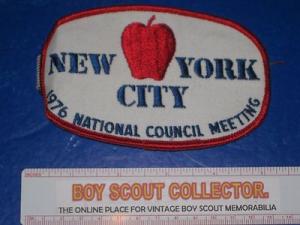 NEW YORK
CITY
1976 NATIONAL COUNCIL MEETING
BOY SCOUT COLLECTOR.
THE ONLINE PLACE FOR VINTAGE BOY SCOUT MEMORABILIA